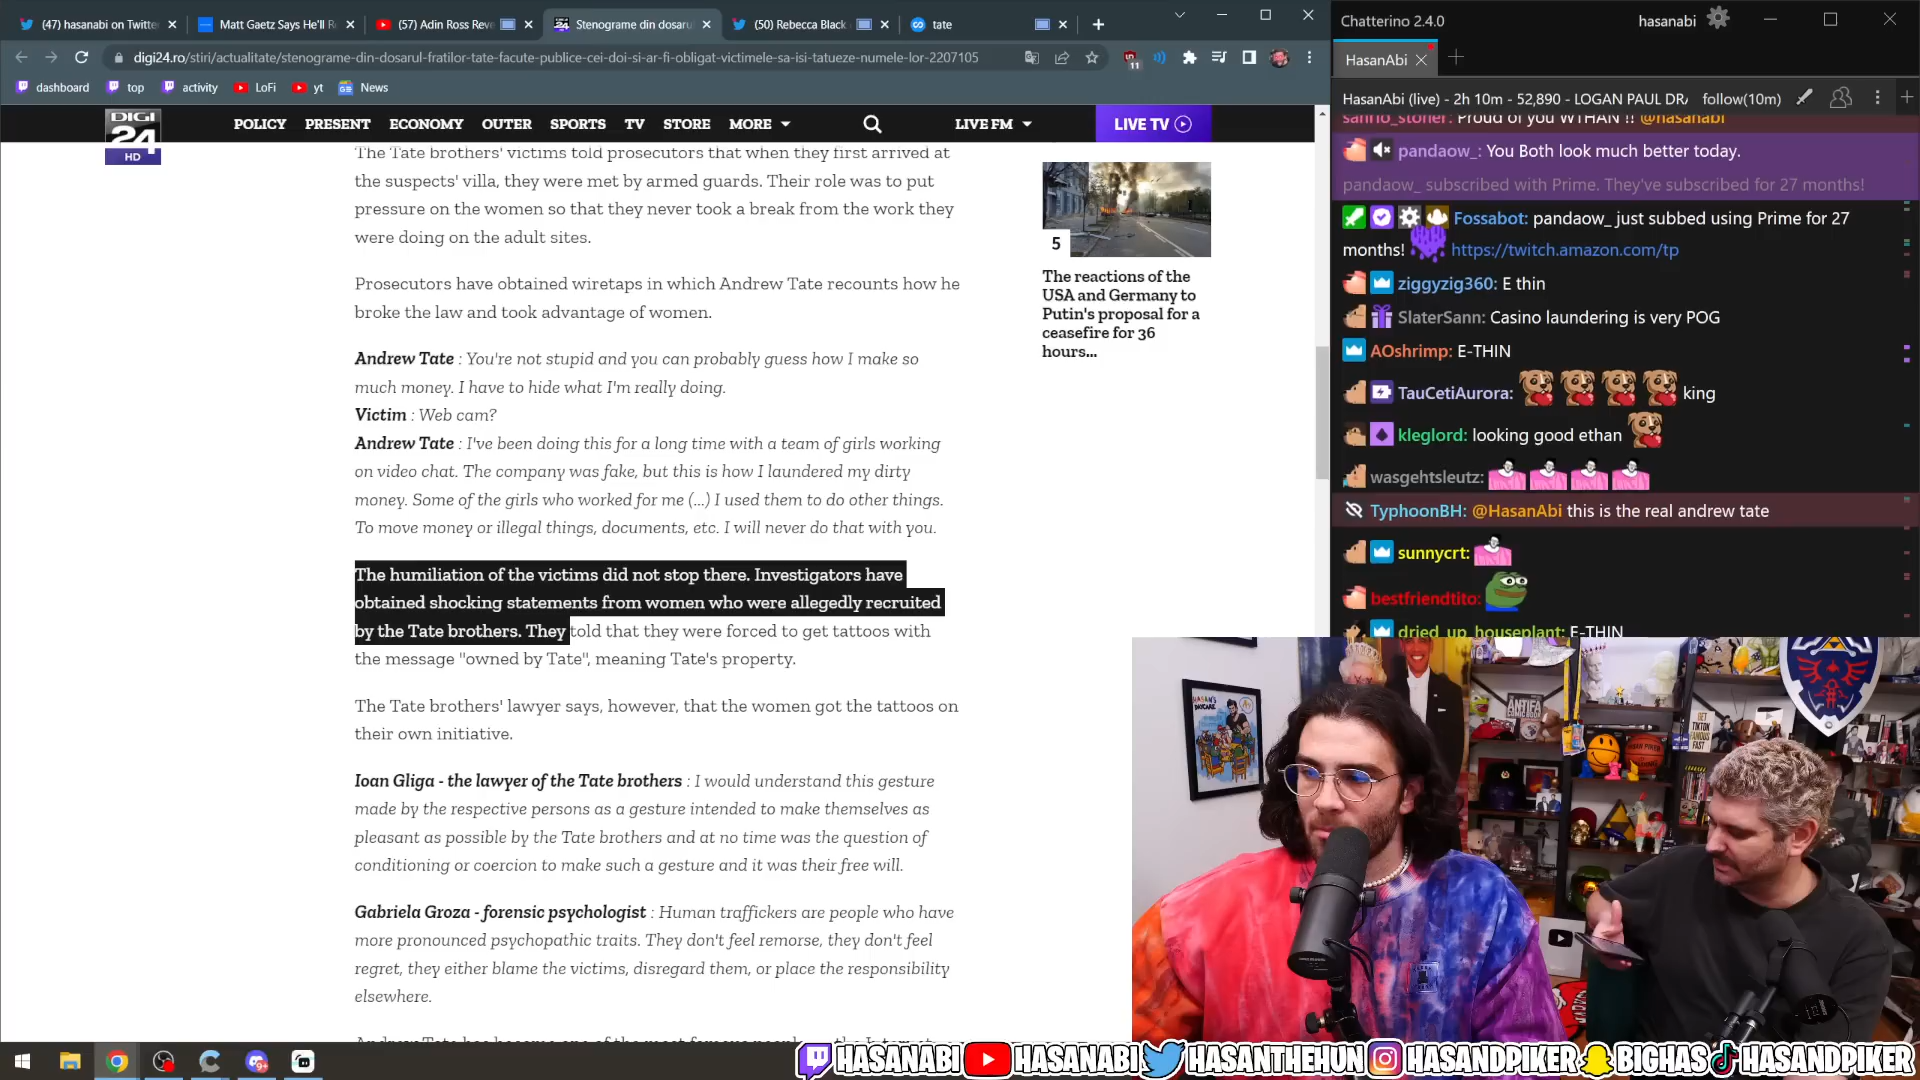 (47) hasanabi on Twitte
Matt Gaetz Says He'll R
(57) Adin Ross Reve
Stenograme din dosaru
(50) Rebecca Black
tate
digi24.ro/stiri/actualitate/stenograme-din-dosarul-fratilor-tate-facute-publice-cei-doi-si-ar-fi-obligat-victimele-sa-isi-tatueze-numele-lor-2207105
11
dashboard
top
activity
LoFi
yt
News
DIGI
24
HD
POLICY
PRESENT
ECONOMY
OUTER
SPORTS
TV
STORE
MORE
LIVE FM
LIVE TV
The Tate brothers' victims told prosecutors that when they first arrived at
the suspects' villa, they were met by armed guards. Their role was to put
pressure on the women so that they never took a break from the work they
were doing on the adult sites.
Prosecutors have obtained wiretaps in which Andrew Tate recounts how he
broke the law and took advantage of women.
Andrew Tate : You're not stupid and you can probably guess how I make so
much money. I have to hide what I'm really doing.
Victim : Web cam?
Andrew Tate : I've been doing this for a long time with a team of girls working
on video chat. The company was fake, but this is how I laundered my dirty
money. Some of the girls who worked for me (...) I used them to do other things.
To move money or illegal things, documents, etc. I will never do that with you.
The humiliation of the victims did not stop there. Investigators have
obtained shocking statements from women who were allegedly recruited
by the Tate brothers. They told that they were forced to get tattoos with
the message "owned by Tate", meaning Tate's property.
The Tate brothers' lawyer says, however, that the women got the tattoos on
their own initiative.
Ioan Gliga - the lawyer of the Tate brothers : I would understand this gesture
made by the respective persons as a gesture intended to make themselves as
pleasant as possible by the Tate brothers and at no time was the question of
conditioning or coercion to make such a gesture and it was their free will.
Gabriela Groza - forensic psychologist : Human traffickers are people who have
more pronounced psychopathic traits. They don't feel remorse, they don't feel
regret, they either blame the victims, disregard them, or place the responsibility
elsewhere.
5
The reactions of the
USA and Germany to
Putin's proposal for a
ceasefire for 36
hours...
Chatterino 2.4.0
hasanabi
HasanAbi
HasanAbi (live) - 2h 10m - 52,890 - LOGAN PAUL DR
follow(10m)
sanrio_stoner: Proud of you WTHAN !! @hasanabi
pandaow_: You Both look much better today.
pandaow_ subscribed with Prime. They've subscribed for 27 months!
Fossabot: pandaow_ just subbed using Prime for 27
months! https://twitch.amazon.com/tp
ziggyzig360: E thin
SlaterSann: Casino laundering is very POG
AOshrimp: E-THIN
TauCetiAurora: king
kleglord: looking good ethan
wasgehtsleutz:
TyphoonBH: @HasanAbi this is the real andrew tate
sunnycrt:
bestfriendtito:
dried_up_houseplant: E-THIN
ANTIFA
GET
TIKTOK
FAMOUS
FAST
HASANABI
HASANABI
HASANTHEHUN
HASANDPIKER
BIGHAS
HASANDPIKER